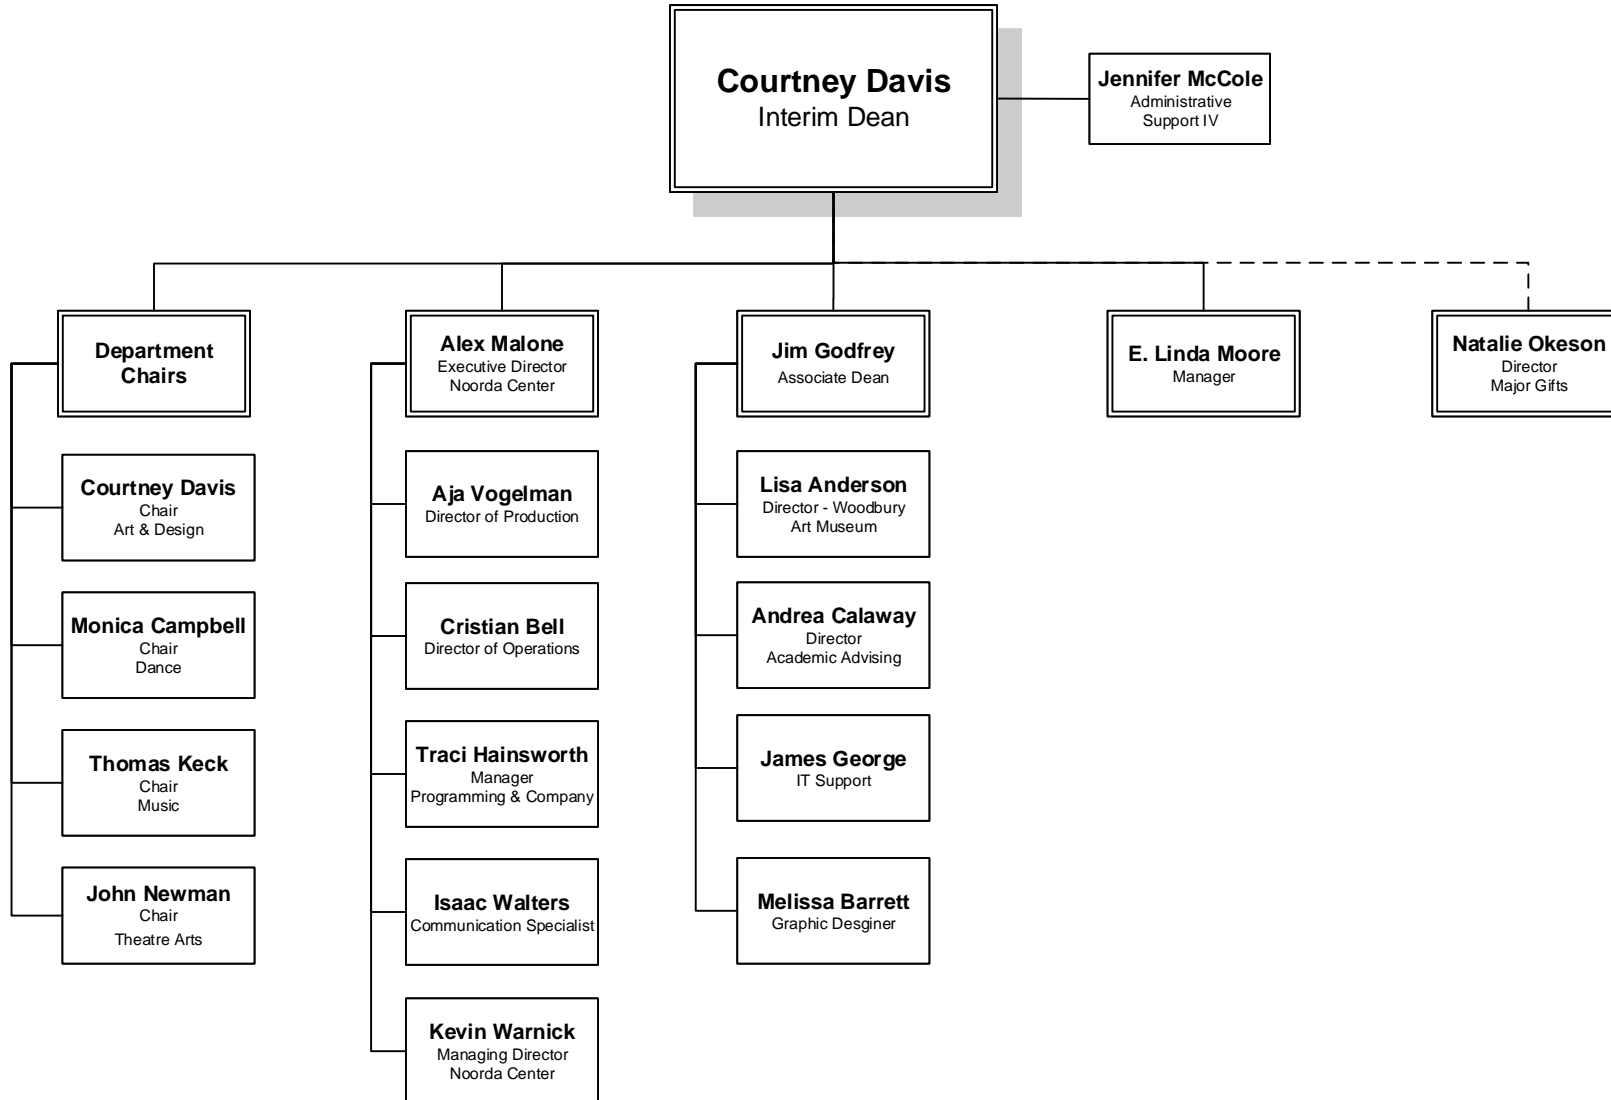 Courtney Davis
Interim Dean
Jennifer McCole
Administrative
Support IV
Department
Chairs
Courtney Davis
Chair
Art & Design
Monica Campbell
Chair
Dance
Thomas Keck
Chair
Music
John Newman
Chair
Theatre Arts
Alex Malone
Executive Director
Noorda Center
Aja Vogelman
Director of Production
Cristian Bell
Director of Operations
Traci Hainsworth
Manager
Programming & Company
Isaac Walters
Communication Specialist
Kevin Warnick
Managing Director
Noorda Center
Jim Godfrey
Associate Dean
Lisa Anderson
Director - Woodbury
Art Museum
Andrea Calaway
Director
Academic Advising
James George
IT Support
Melissa Barrett
Graphic Desginer
E. Linda Moore
Manager
Natalie Okeson
Director
Major Gifts